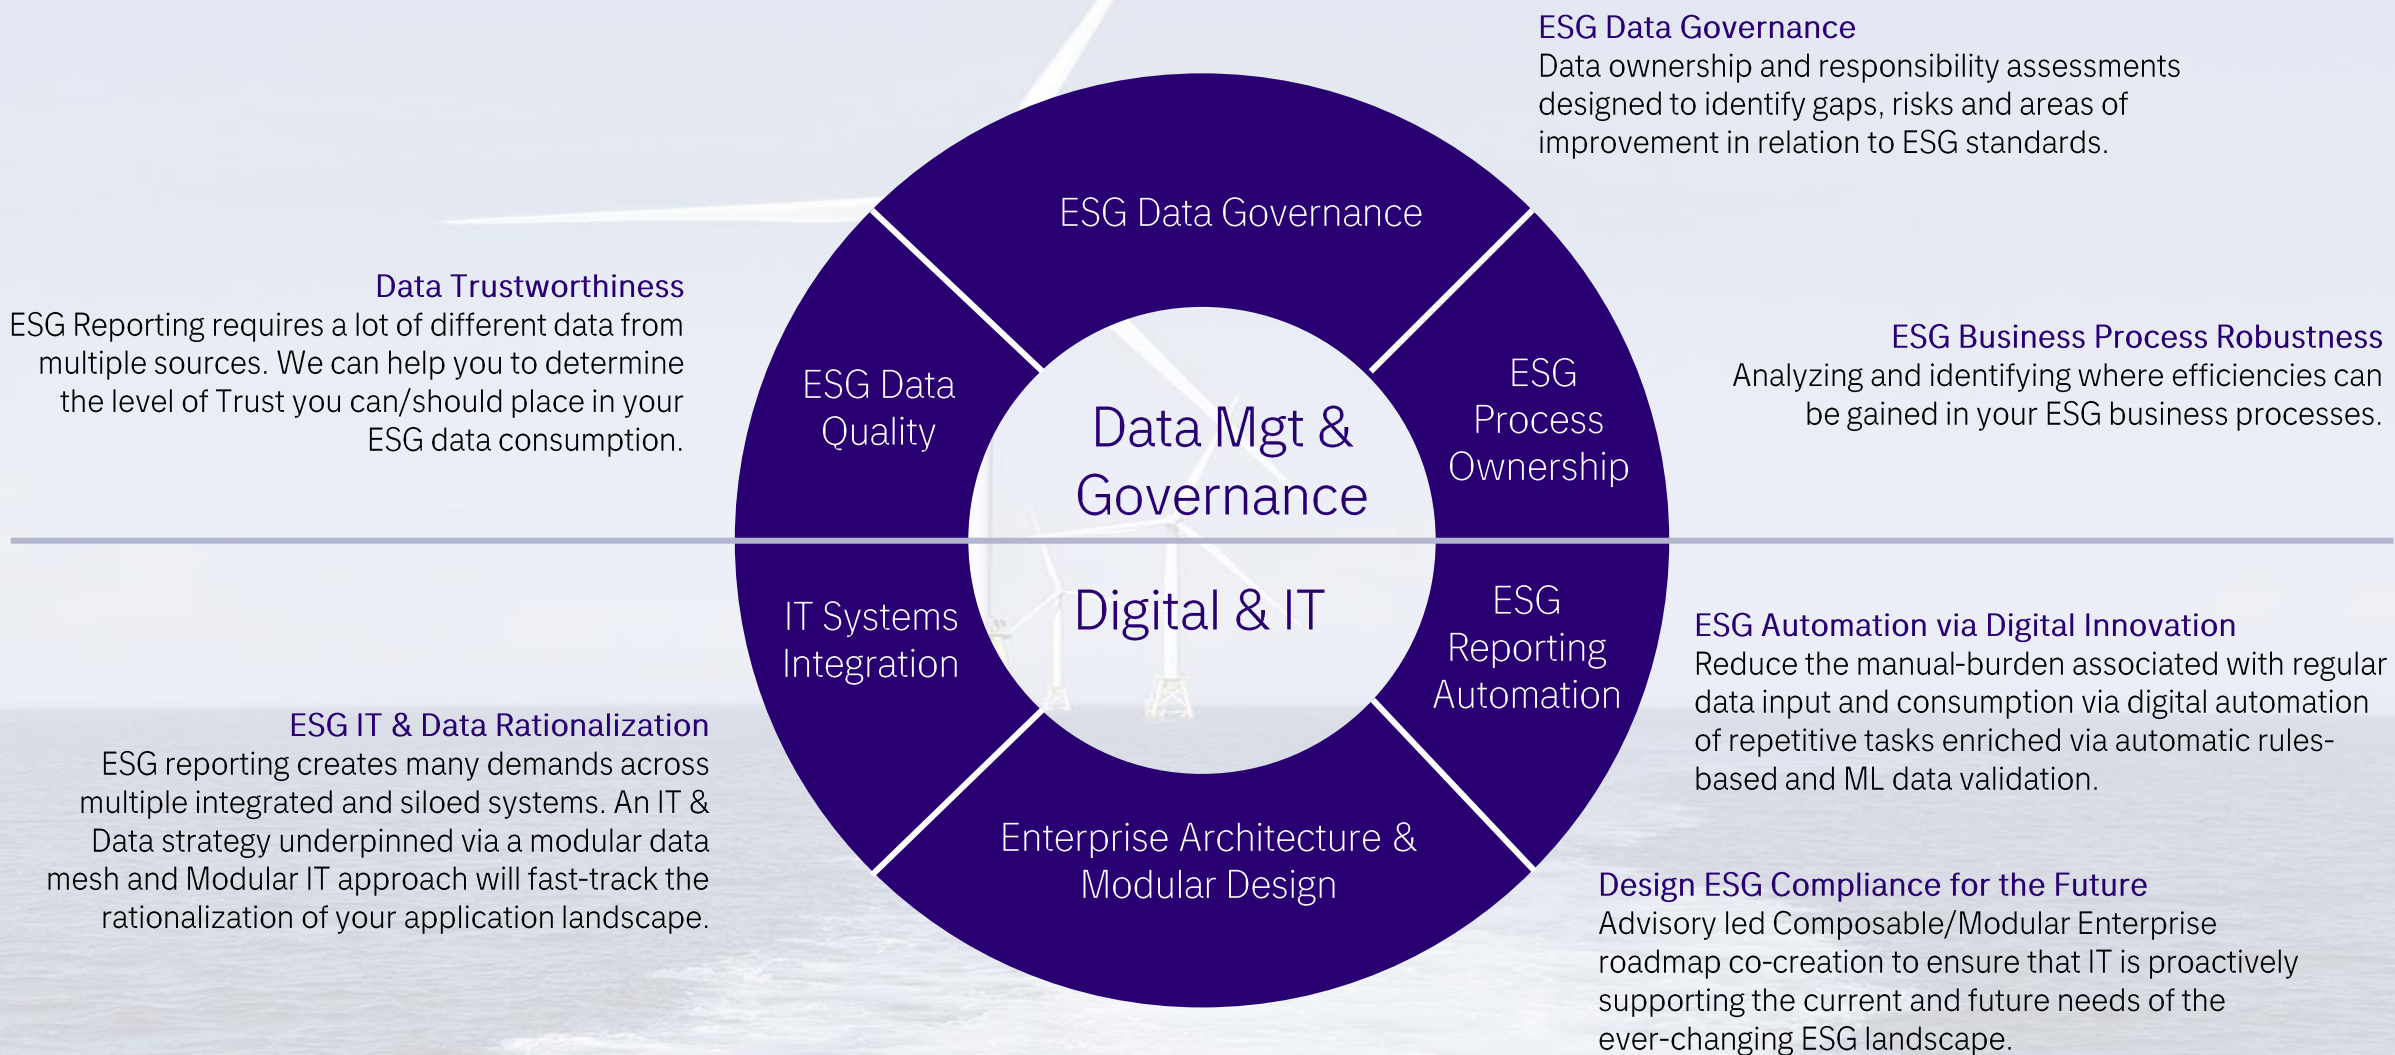 ESG Data Governance
Data ownership and responsibility assessments
designed to identify gaps, risks and areas of
improvement in relation to ESG standards.
ESG Data Governance
Data Trustworthiness
ESG Reporting requires a lot of different data from
multiple sources. We can help you to determine
the level of Trust you can/should place in your
ESG data consumption.
ESG Data
Quality
Data Mgt &
Governance
ESG
Process
Ownership
ESG Business Process Robustness
Analyzing and identifying where efficiencies can
be gained in your ESG business processes.
IT Systems
Integration
Digital & IT
ESG
Reporting
Automation
ESG Automation via Digital Innovation
Reduce the manual-burden associated with regular
data input and consumption via digital automation
of repetitive tasks enriched via automatic rules-
based and ML data validation.
ESG IT & Data Rationalization
ESG reporting creates many demands across
multiple integrated and siloed systems. An IT &
Data strategy underpinned via a modular data
mesh and Modular IT approach will fast-track the
rationalization of your application landscape.
Enterprise Architecture &
Modular Design
Design ESG Compliance for the Future
Advisory led Composable/Modular Enterprise
roadmap co-creation to ensure that IT is proactively
supporting the current and future needs of the
ever-changing ESG landscape.